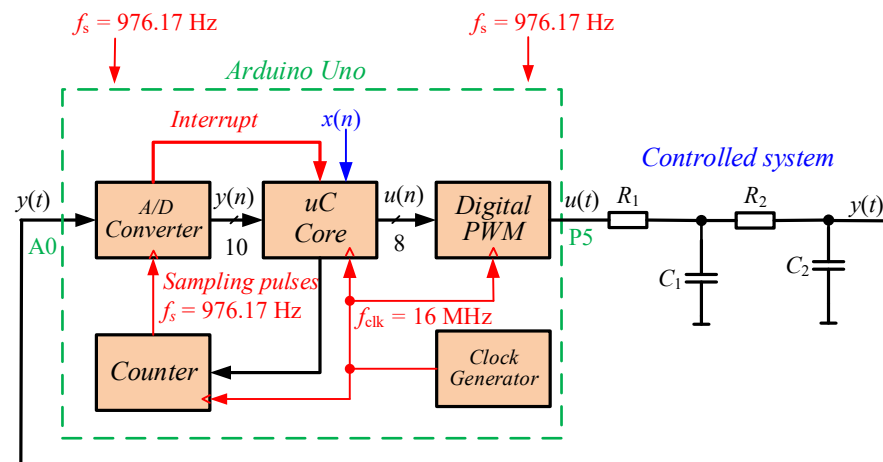 fs = 976.17 Hz
fs = 976.17 Hz
Arduino Uno
Interrupt
x(n)
Controlled system
y(t)
A/D
Converter
y(n)
10
uC
Core
u(n)
8
Digital
PWM
u(t)
R1
R2
y(t)
A0
P5
C1
C2
Sampling pulses
fs = 976.17 Hz
fclk = 16 MHz
Counter
Clock
Generator